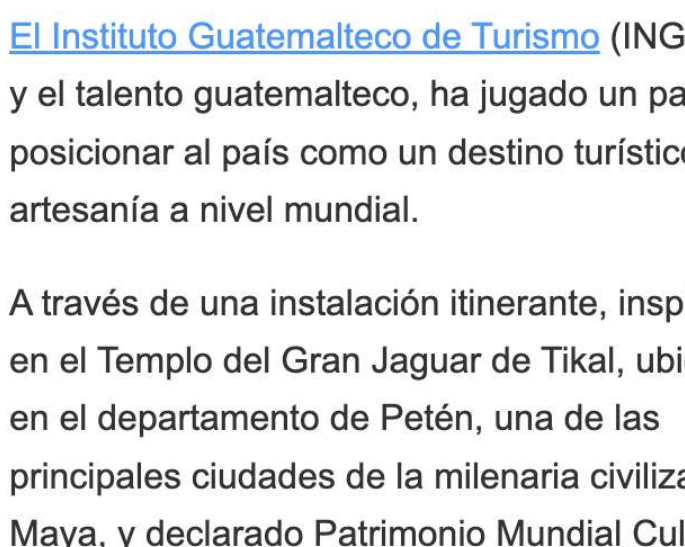 El Instituto Guatemalteco de Turismo (ING
y el talento guatemalteco, ha jugado un pa
posicionar al país como un destino turístico
artesanía a nivel mundial.
A través de una instalación itinerante, insp
en el Templo del Gran Jaguar de Tikal, ubi
en el departamento de Petén, una de las
principales ciudades de la milenaria civiliza
Maya, y declarado Patrimonio Mundial Cul